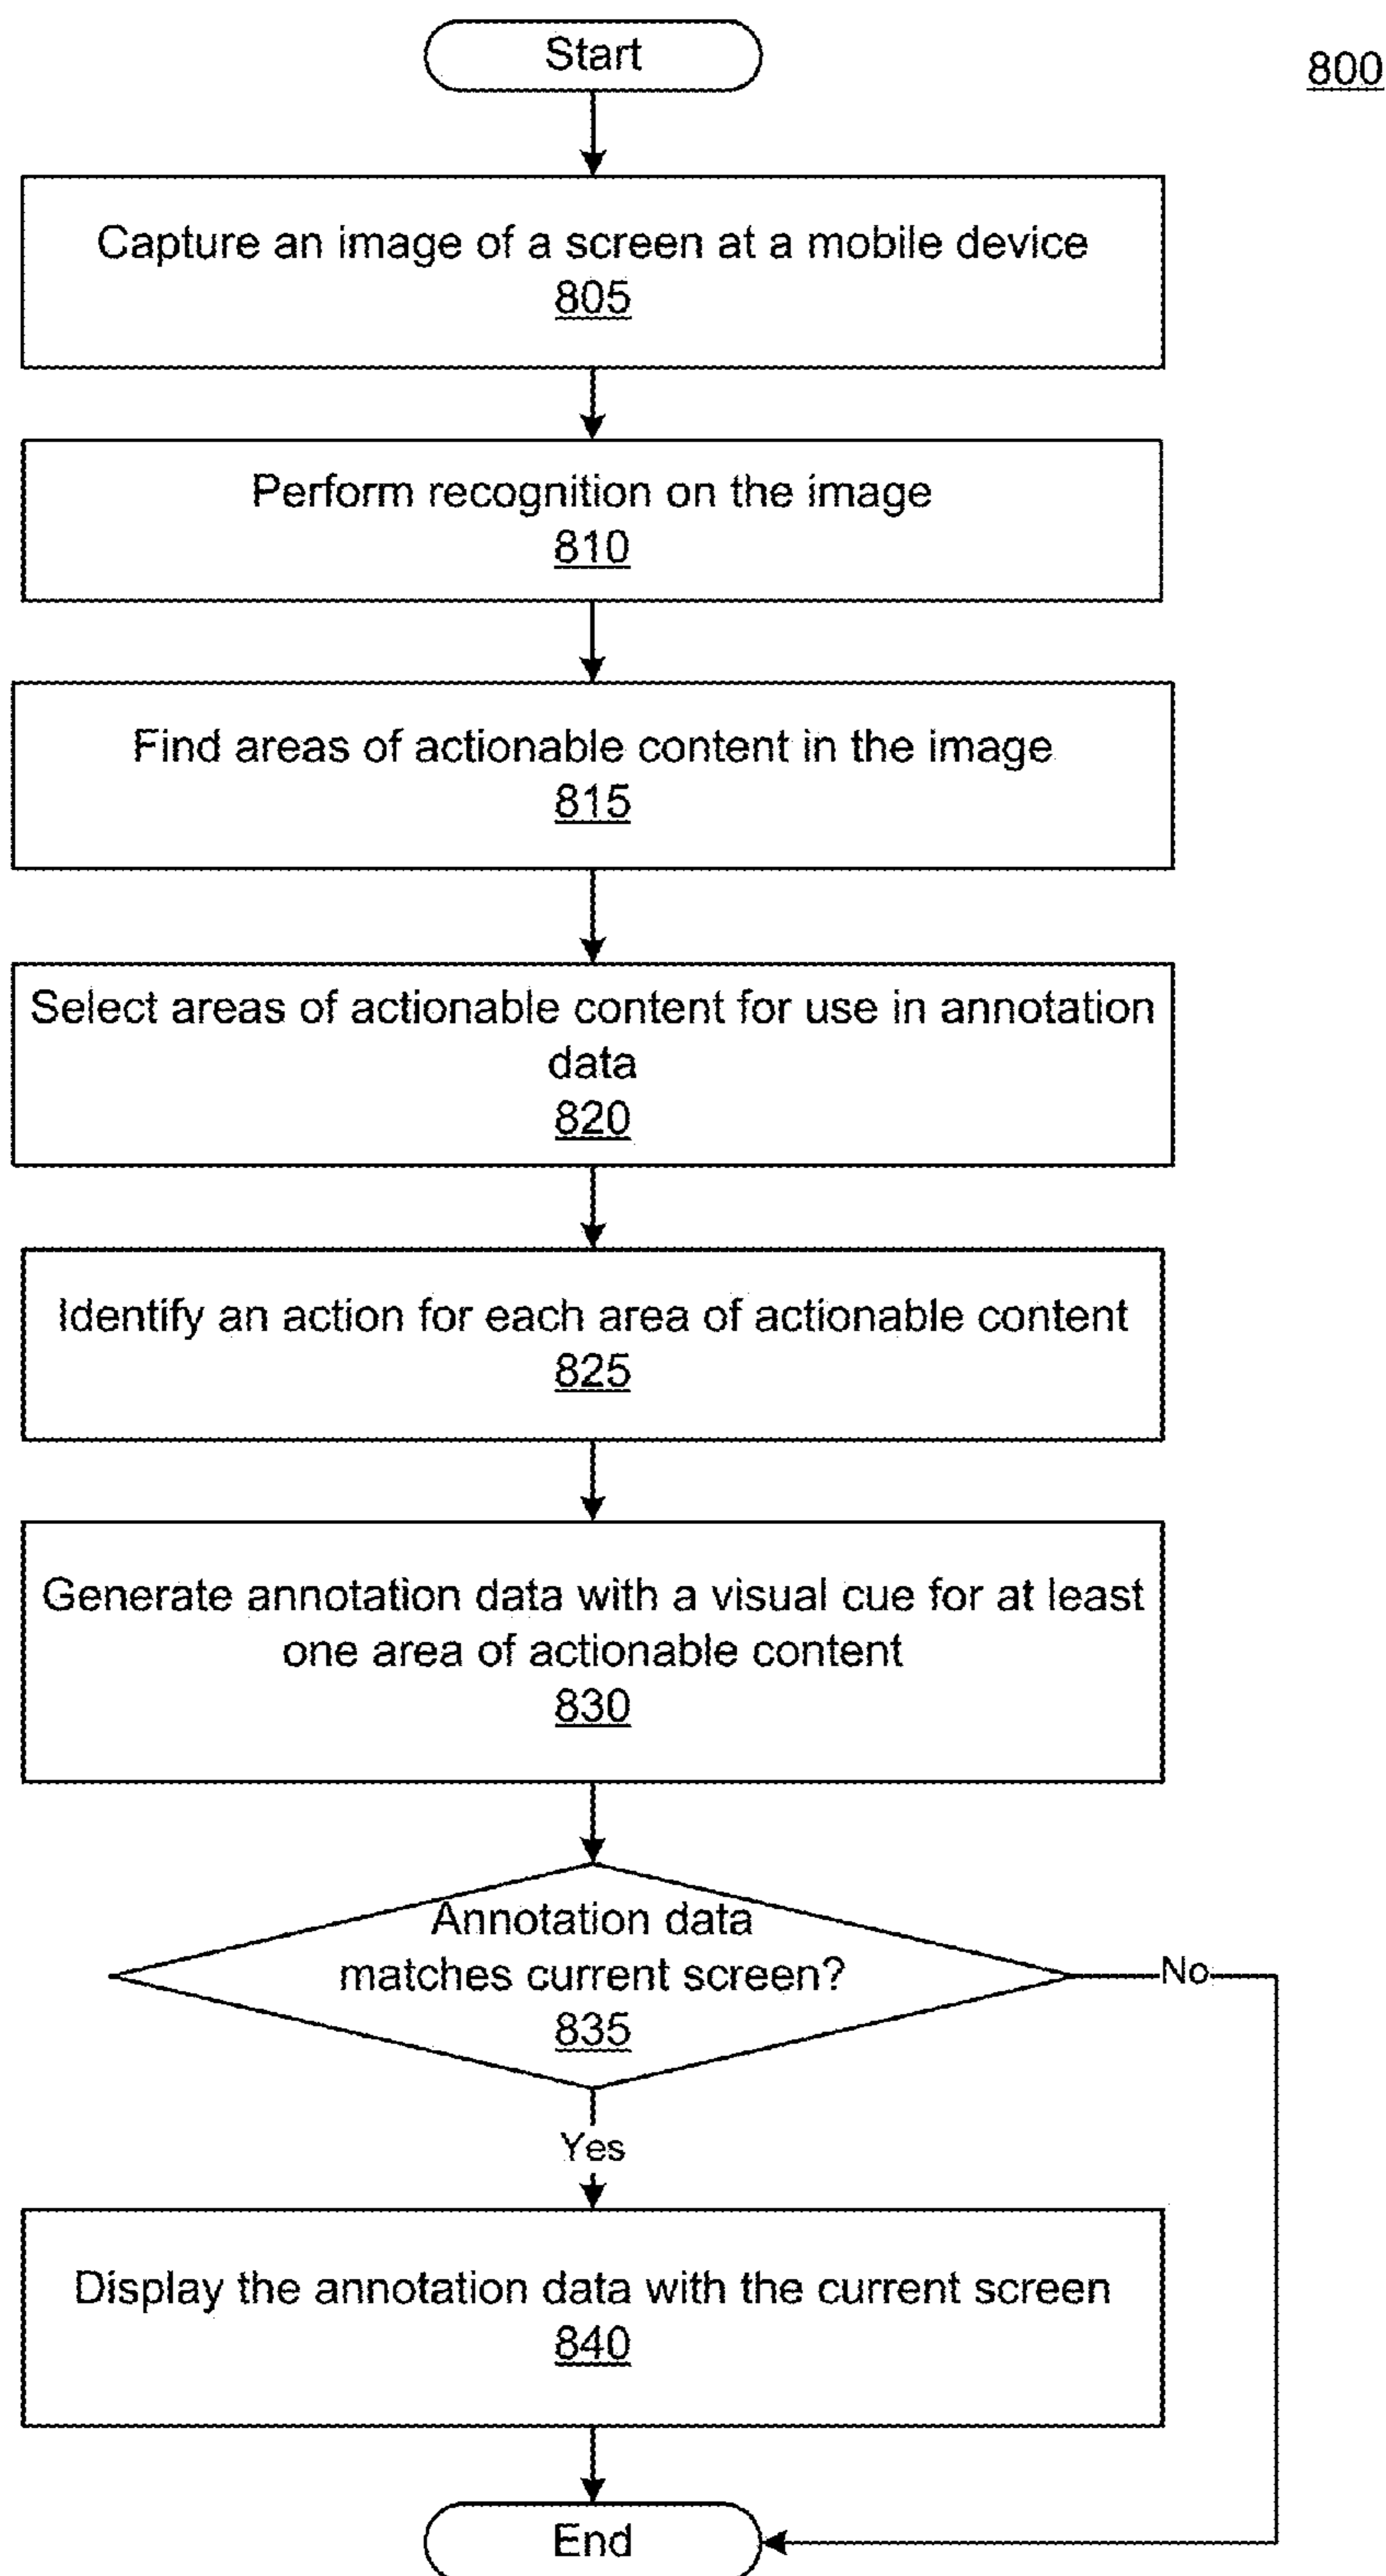 Start
800
Capture an image of a screen at a mobile device
805
Perform recognition on the image
810
Find areas of actionable content in the image
815
Select areas of actionable content for use in annotation
data
820
Identify an action for each area of actionable content
825
Generate annotation data with a visual cue for at least
one area of actionable content
830
Annotation data
matches current screen?
835
No
Yes
Display the annotation data with the current screen
840
End